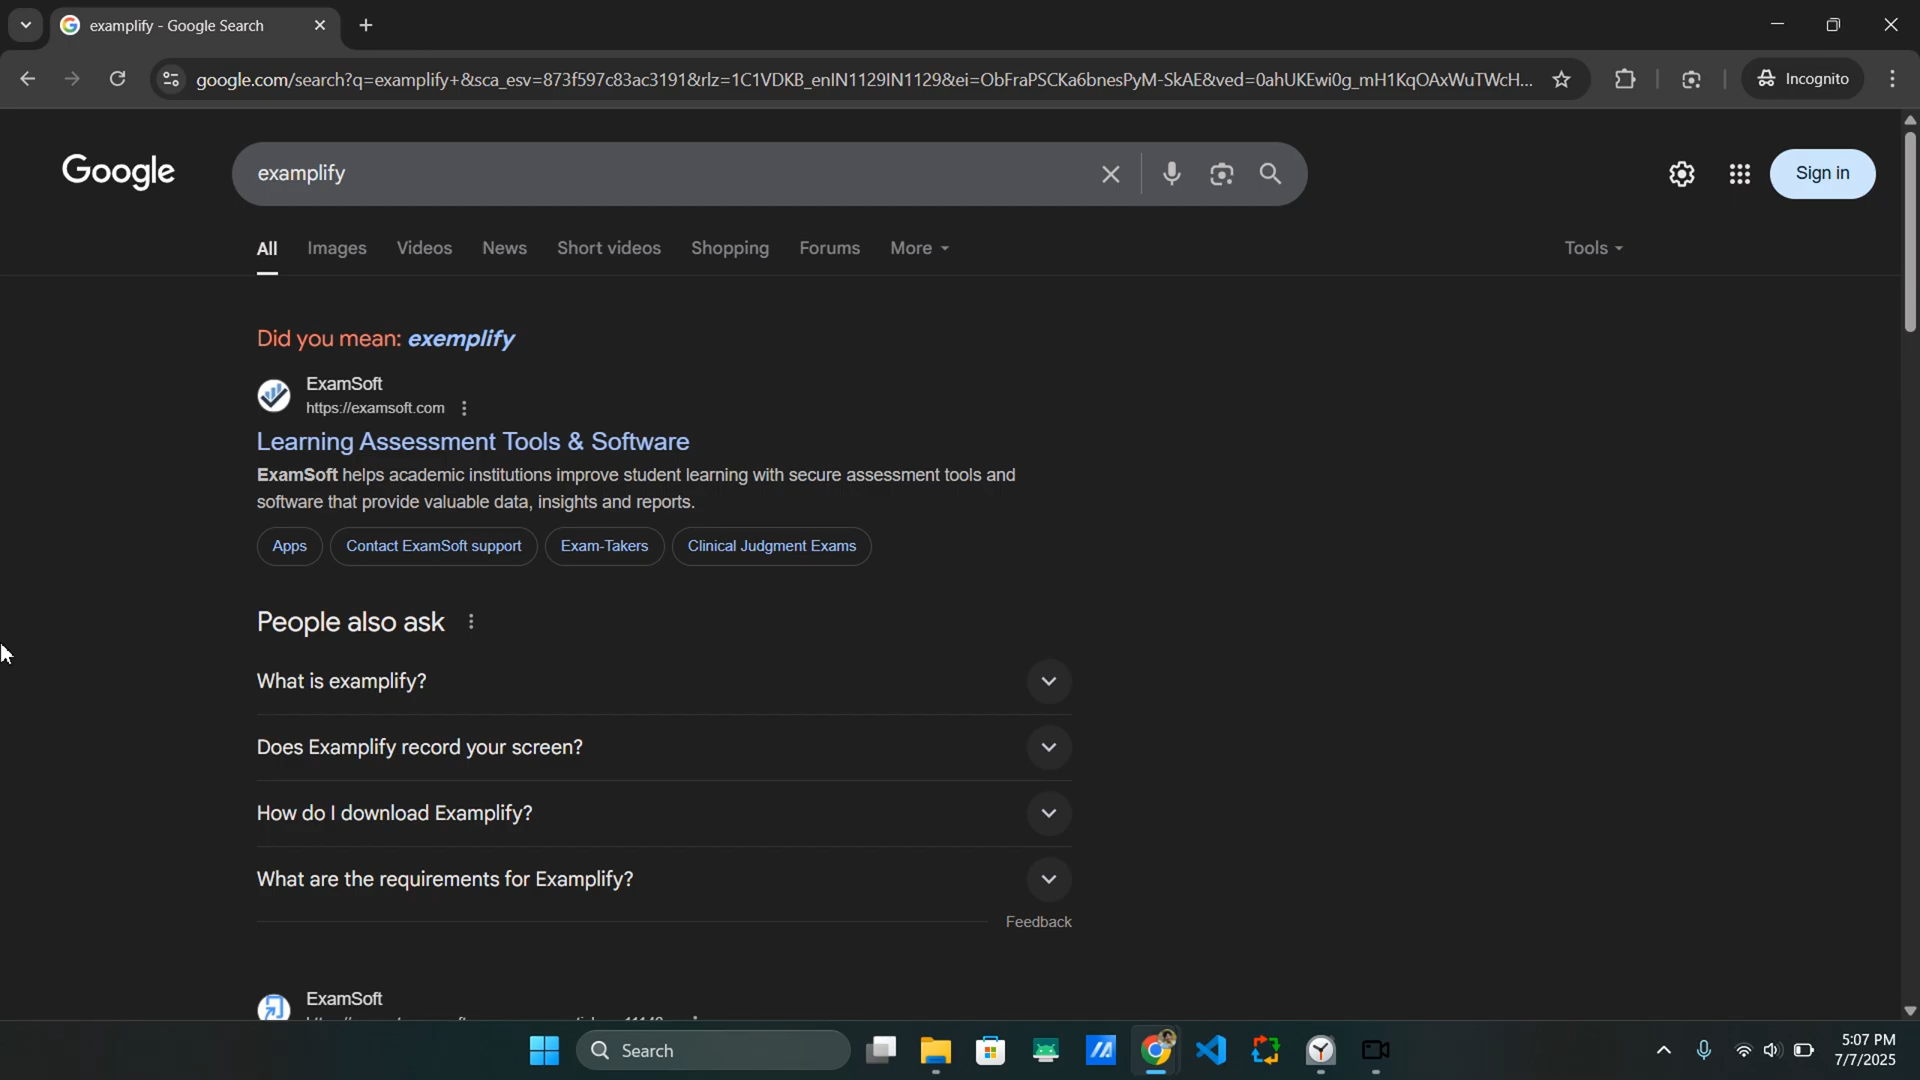 examplify - Google Search
google.com/search?q=examplify+&sca_esv=873f597c83ac3191&rlz=1C1VDKB_enIN1129IN1129&ei=ObFraPSCKa6bnesPyM-SkAE&ved=0ahUKEwi0g_mH1KqOAxWuTWcH...
Incognito
Google
examplify
Sign in
All
Images
Videos
News
Short videos
Shopping
Forums
More
Tools
Did you mean: exemplify
ExamSoft
https://examsoft.com
Learning Assessment Tools & Software
ExamSoft helps academic institutions improve student learning with secure assessment tools and
software that provide valuable data, insights and reports.
Apps
Contact ExamSoft support
Exam-Takers
Clinical Judgment Exams
People also ask
What is examplify?
Does Examplify record your screen?
How do I download Examplify?
What are the requirements for Examplify?
Feedback
ExamSoft
Search
5:07 PM
7/7/2025